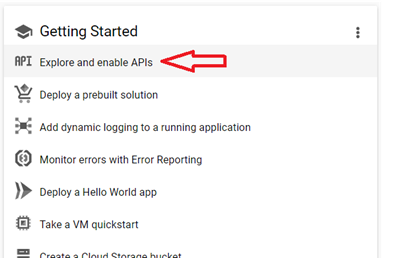 Getting Started
API Explore and enable APIs
Deploy a prebuilt solution
Add dynamic logging to a running application
Monitor errors with Error Reporting
Deploy a Hello World app
Take a VM quickstart
Create a Cloud Storage bucket